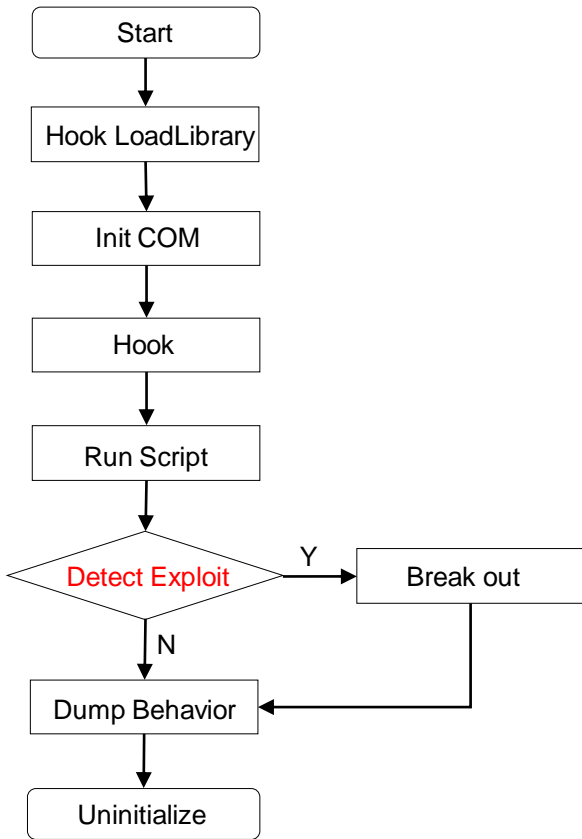 Start
Hook LoadLibrary
Init COM
Hook
Run Script
Detect Exploit
Y
Break out
N
Dump Behavior
Uninitialize